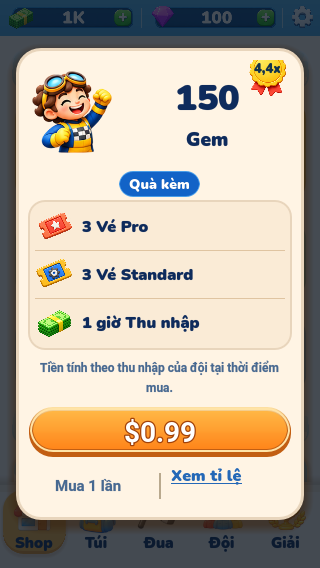 1K
100
4,4x
150
Gem
Quà kèm
3 Vé Pro
3 Vé Standard
1 giờ Thu nhập
Tiền tính theo thu nhập của đội tại thời điểm
mua.
$0.99
Mua 1 lần
Xem tỉ lệ
Shop
Túi
Đua
Đội
Giải